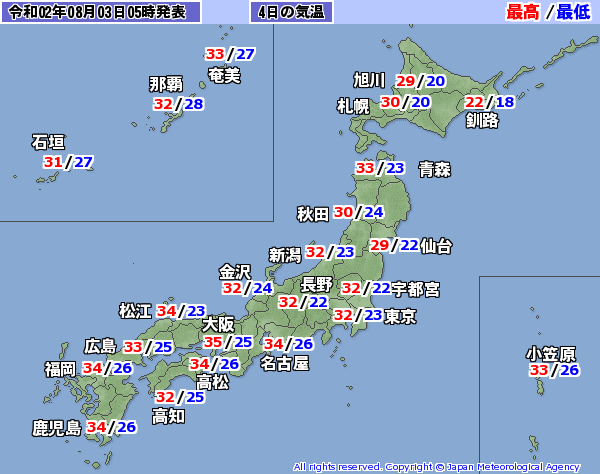 令和02年08月03日05時発表
4日の気温
最高/最低
33/27
奄美
那覇
32/28
石垣
31/27
旭川
29/20
札幌
30/20
22/18
釧路
33/23
青森
秋田
30/24
29/22
仙台
新潟
32/23
金沢
32/24
長野
32/22
32/22
宇都宮
32/23
東京
松江
34/23
大阪
35/25
広島
33/25
34/26
名古屋
福岡
34/26
34/26
高松
32/25
高知
鹿児島
34/26
小笠原
33/26
All rights reserved. Copyright © Japan Meteorological Agency